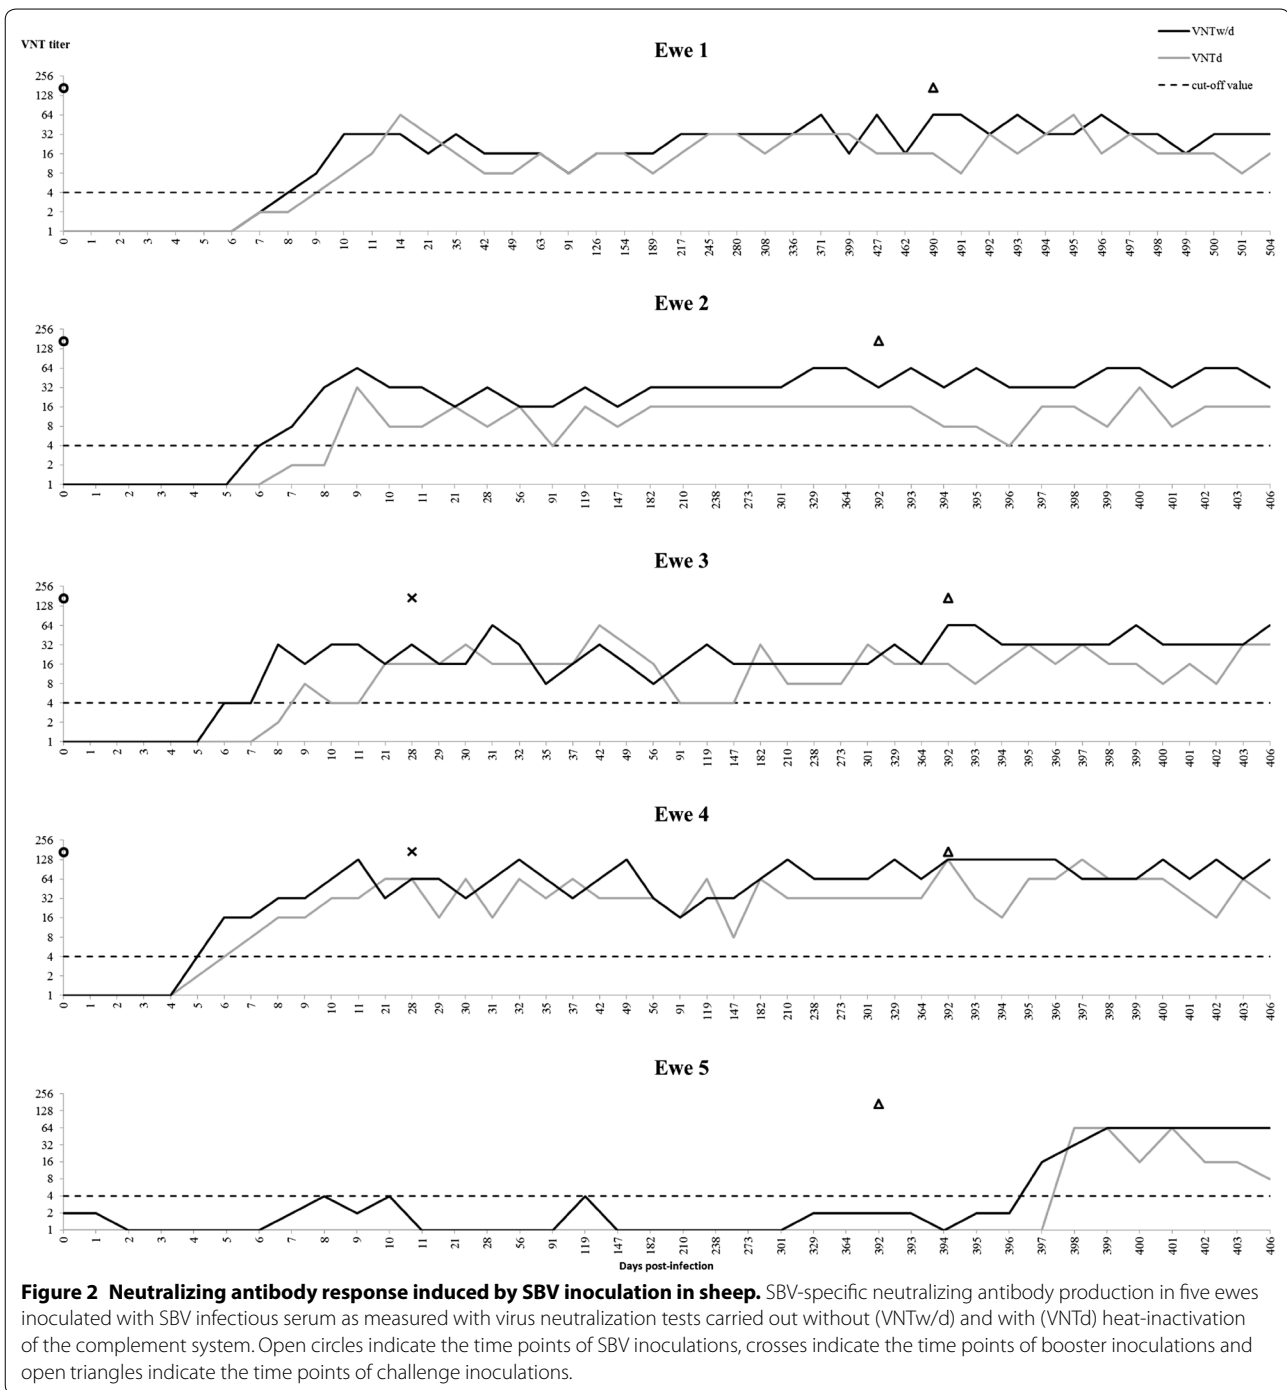 VNT titer
Ewe 1
VNTw/d
VNTd
cut-off value
256
128
64
32
16
8
4
2
1
0 1 2 3 4 5 6 7 8 9 10 11 14 21 35 42 49 63 91 126 154 189 217 245 280 308 336 371 399 427 462 490 491 492 493 494 495 496 497 498 499 500 501 504
Ewe 2
256
128
64
32
16
8
4
2
1
0 1 2 3 4 5 6 7 8 9 10 11 21 28 56 91 119 147 182 210 238 273 301 329 364 392 393 394 395 396 397 398 399 400 401 402 403 406
Ewe 3
256
128
64
32
16
8
4
2
1
0 1 2 3 4 5 6 7 8 9 10 11 21 28 29 30 31 32 35 37 42 49 56 91 119 147 182 210 238 273 301 329 364 392 393 394 395 396 397 398 399 400 401 402 403 406
Ewe 4
256
128
64
32
16
8
4
2
1
0 1 2 3 4 5 6 7 8 9 10 11 21 28 29 30 31 32 35 37 42 49 56 91 119 147 182 210 238 273 301 329 364 392 393 394 395 396 397 398 399 400 401 402 403 406
Ewe 5
256
128
64
32
16
8
4
2
1
0 1 2 3 4 5 6 7 8 9 10 11 21 28 56 91 119 147 182 210 238 273 301 329 364 392 393 394 395 396 397 398 399 400 401 402 403 406
Days post-infection
Figure 2 Neutralizing antibody response induced by SBV inoculation in sheep. SBV-specific neutralizing antibody production in five ewes
inoculated with SBV infectious serum as measured with virus neutralization tests carried out without (VNTw/d) and with (VNTd) heat-inactivation
of the complement system. Open circles indicate the time points of SBV inoculations, crosses indicate the time points of booster inoculations and
open triangles indicate the time points of challenge inoculations.